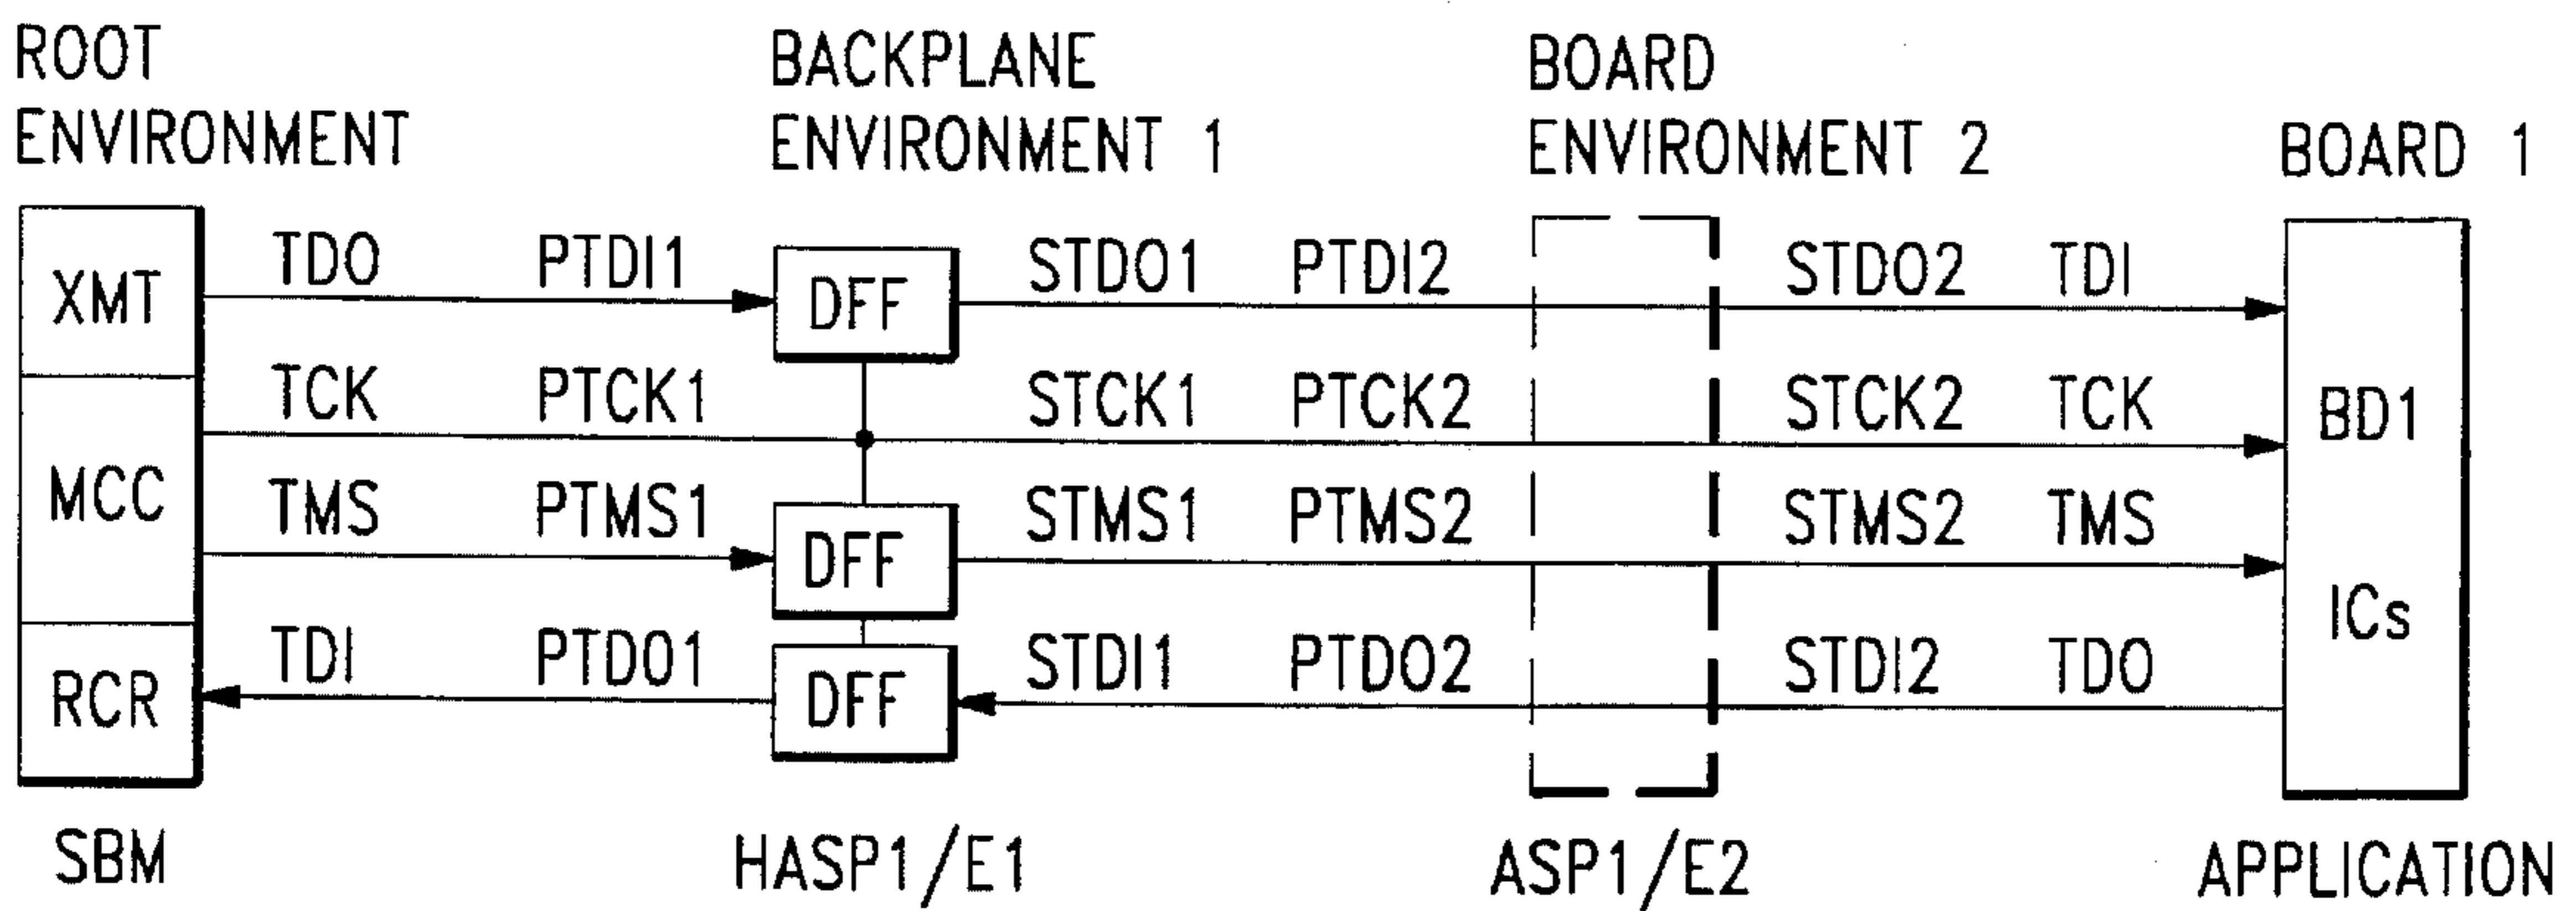 ROOT
ENVIRONMENT
BACKPLANE
ENVIRONMENT 1
BOARD
ENVIRONMENT 2
BOARD 1
XMT
TDO PTDI1
DFF
STDO1 PTDI2
STDO2 TDI
MCC
TCK PTCK1
STCK1 PTCK2
STCK2 TCK
BD1
ICs
TMS PTMS1
DFF
STMS1 PTMS2
STMS2 TMS
RCR
TDI PTDO1
DFF
STDI1 PTDO2
STDI2 TDO
SBM
HASP1/E1
ASP1/E2
APPLICATION